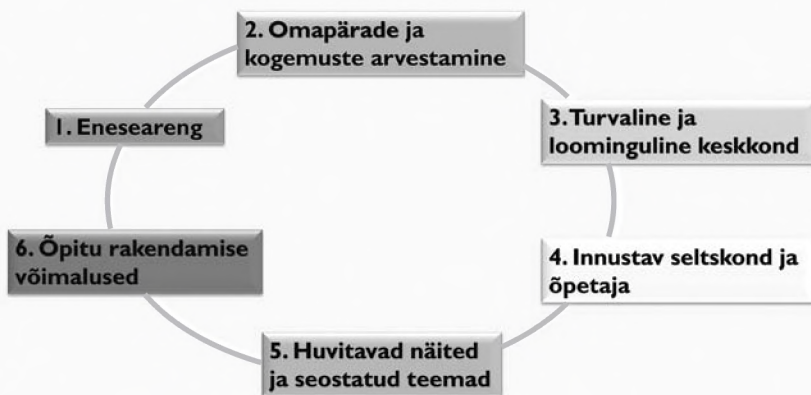 1. Eneseareng
2. Omapärade ja
kogemuste arvestamine
3. Turvaline ja
loominguline keskkond
4. Innustav seltskond ja
õpetaja
5. Huvitavad näited
ja seostatud teemad
6. Õpitu rakendamise
võimalused